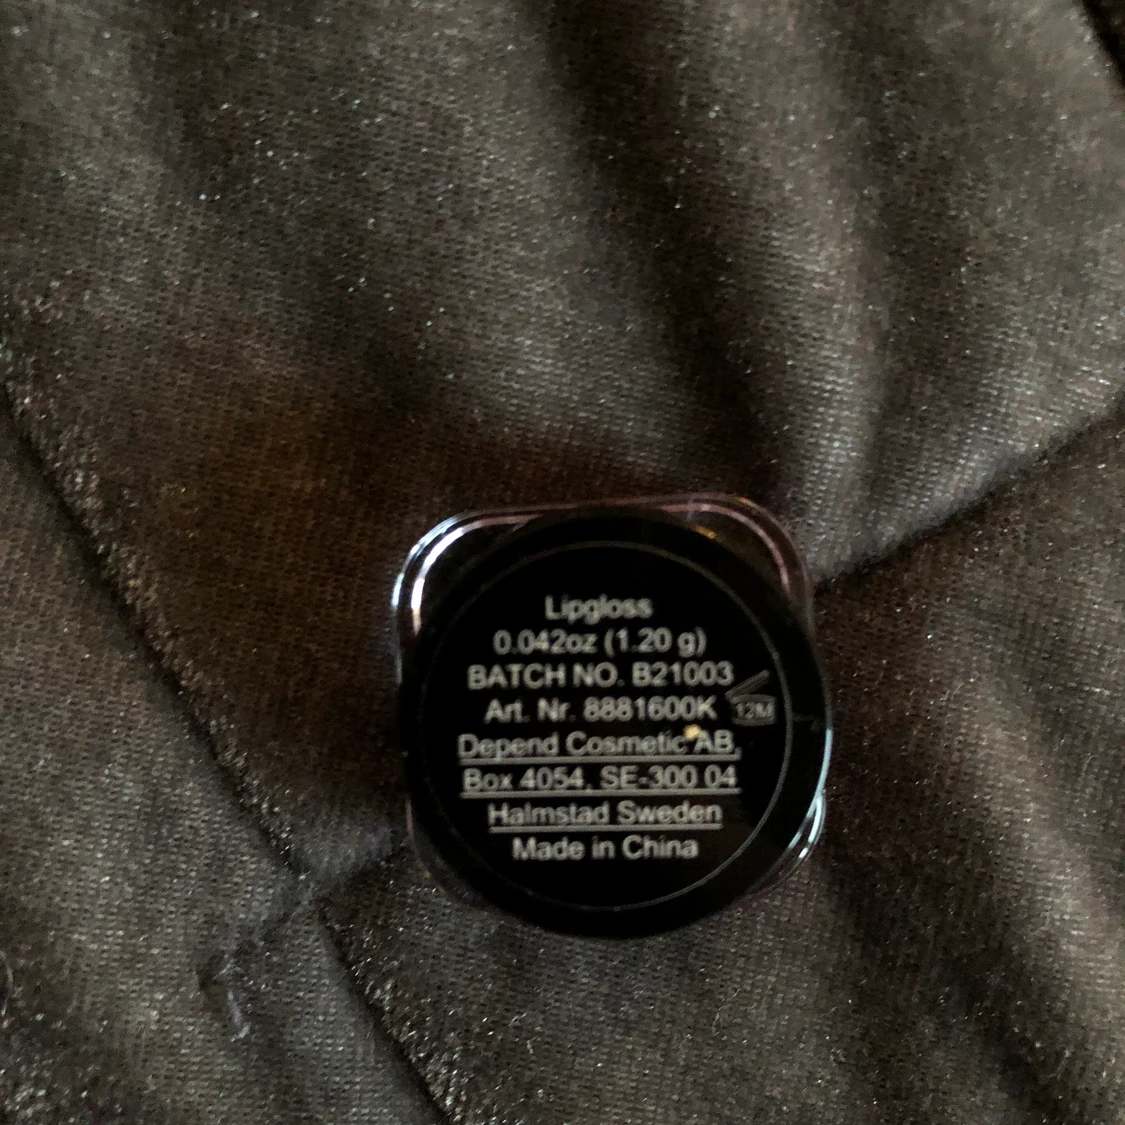 Lipgloss
0.042oz (1.20 g)
BATCH NO. B21003
Art. Nr. 8881600K
12M
Depend Cosmetic AB,
Box 4054, SE-300 04
Halmstad Sweden
Made in China